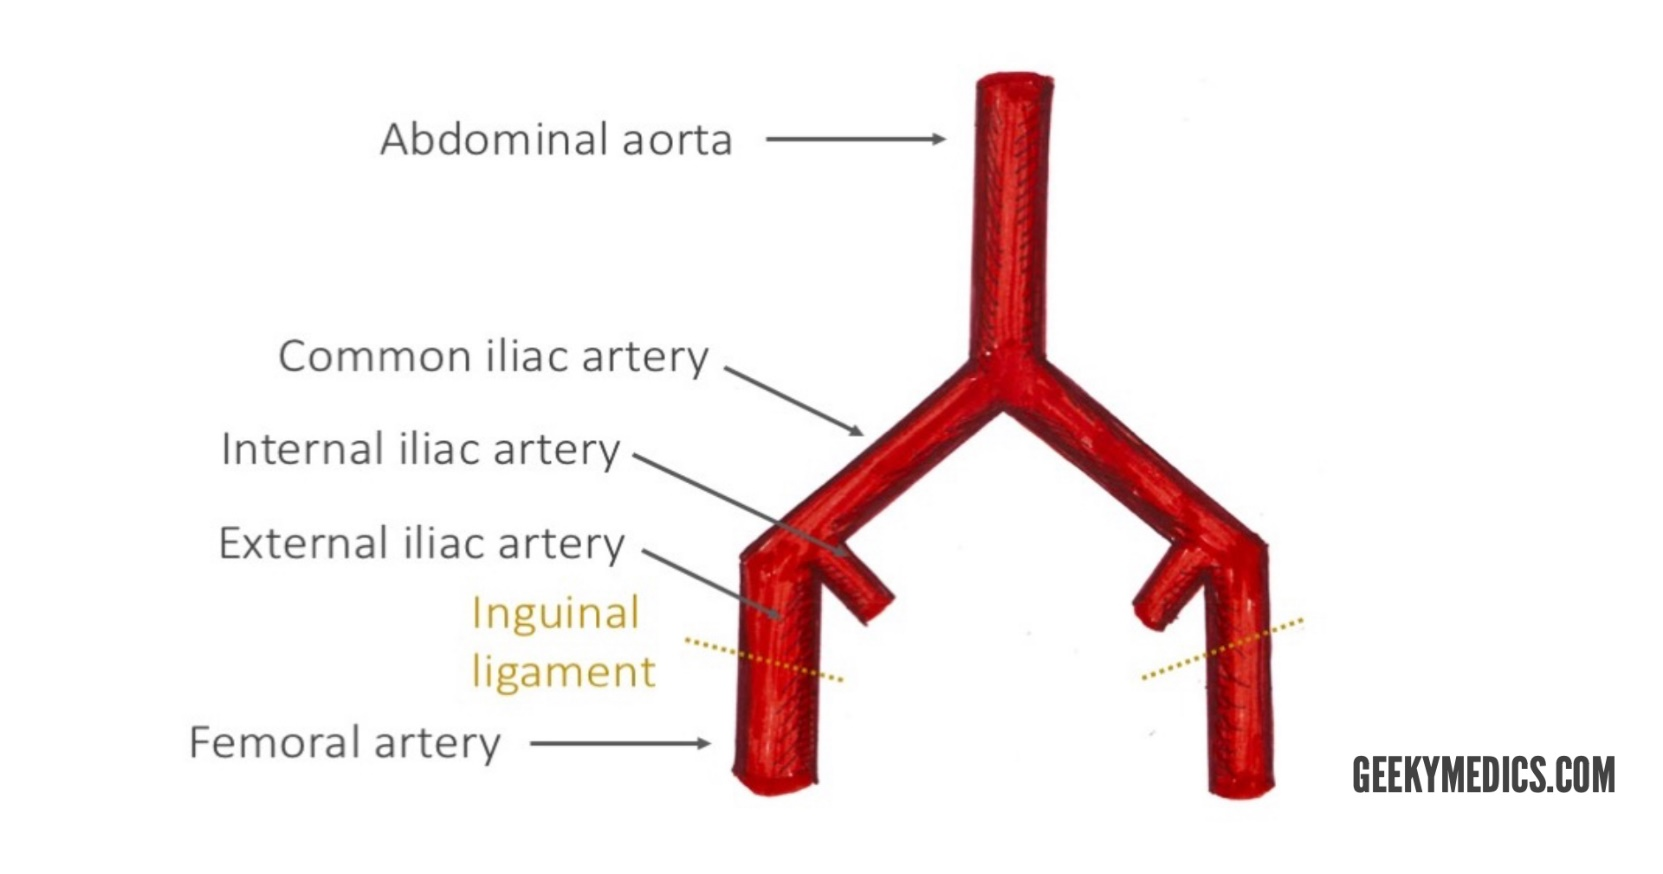 Abdominal aorta
Common iliac artery
Internal iliac artery
External iliac artery
Inguinal
ligament
Femoral artery
GEEKYMEDICS.COM